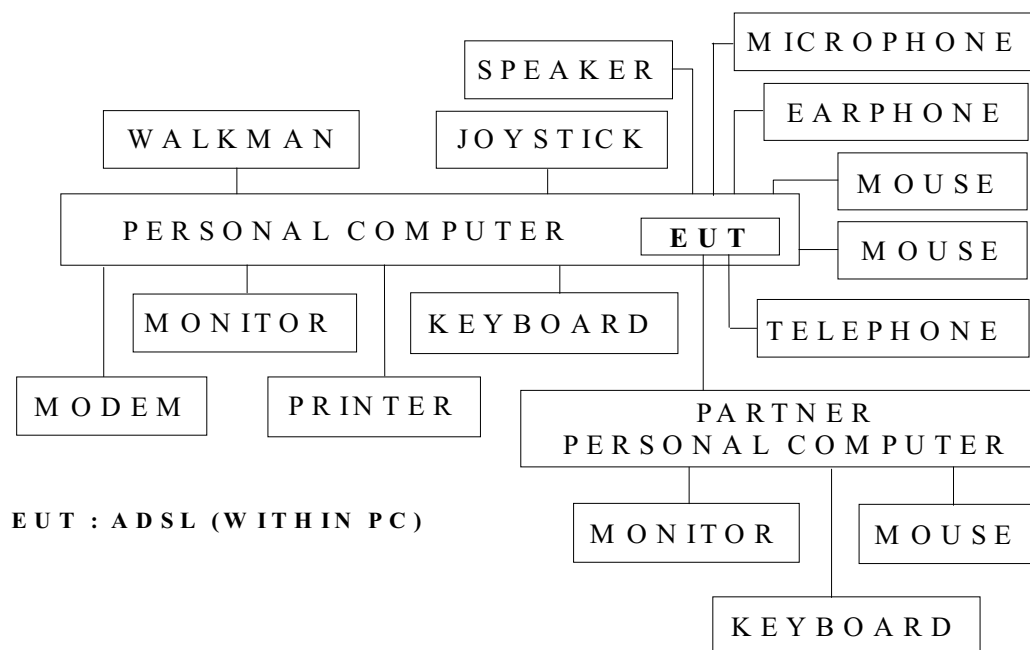 MICROPHONE
SPEAKER
EARPHONE
WALKMAN
JOYSTICK
MOUSE
PERSONAL COMPUTER
EUT
MOUSE
MONITOR
KEYBOARD
TELEPHONE
MODEM
PRINTER
PARTNER
PERSONAL COMPUTER
EUT : ADSL (WITHIN PC)
MONITOR
MOUSE
KEYBOARD